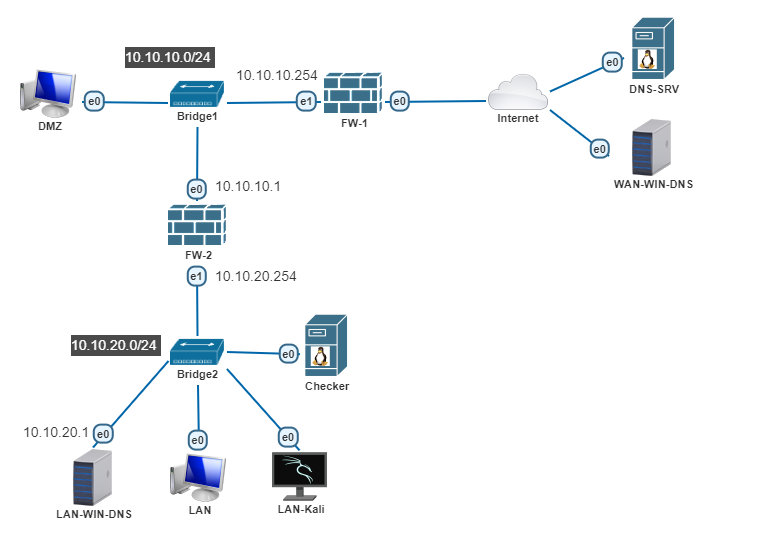 10.10.10.0/24
10.10.10.254
e0
DNS-SRV
DMZ
e0
Bridge1
e1
FW-1
e0
Internet
e0
WAN-WIN-DNS
e0
10.10.10.1
FW-2
e1
10.10.20.254
10.10.20.0/24
Bridge2
e0
Checker
10.10.20.1
e0
e0
e0
LAN-WIN-DNS
LAN
LAN-Kali